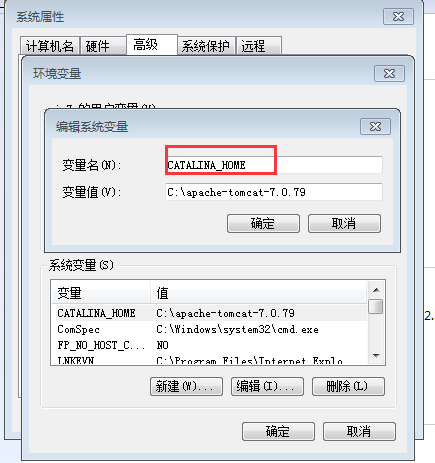 系统属性
计算机名 硬件 高级 系统保护 远程
环境变量
的用户变量(U)
编辑系统变量
变量名(N): CATALINA_HOME
变量值(V): C:\apache-tomcat-7.0.79
确定 取消
系统变量(S)
变量 值
CATALINA_HOME C:\apache-tomcat-7.0.79
ComSpec C:\Windows\system32\cmd.exe
FP_NO_HOST_C... NO
C:\Program Files\Internet Explo
2.
新建(W)... 编辑(I)... 删除(L)
确定 取消